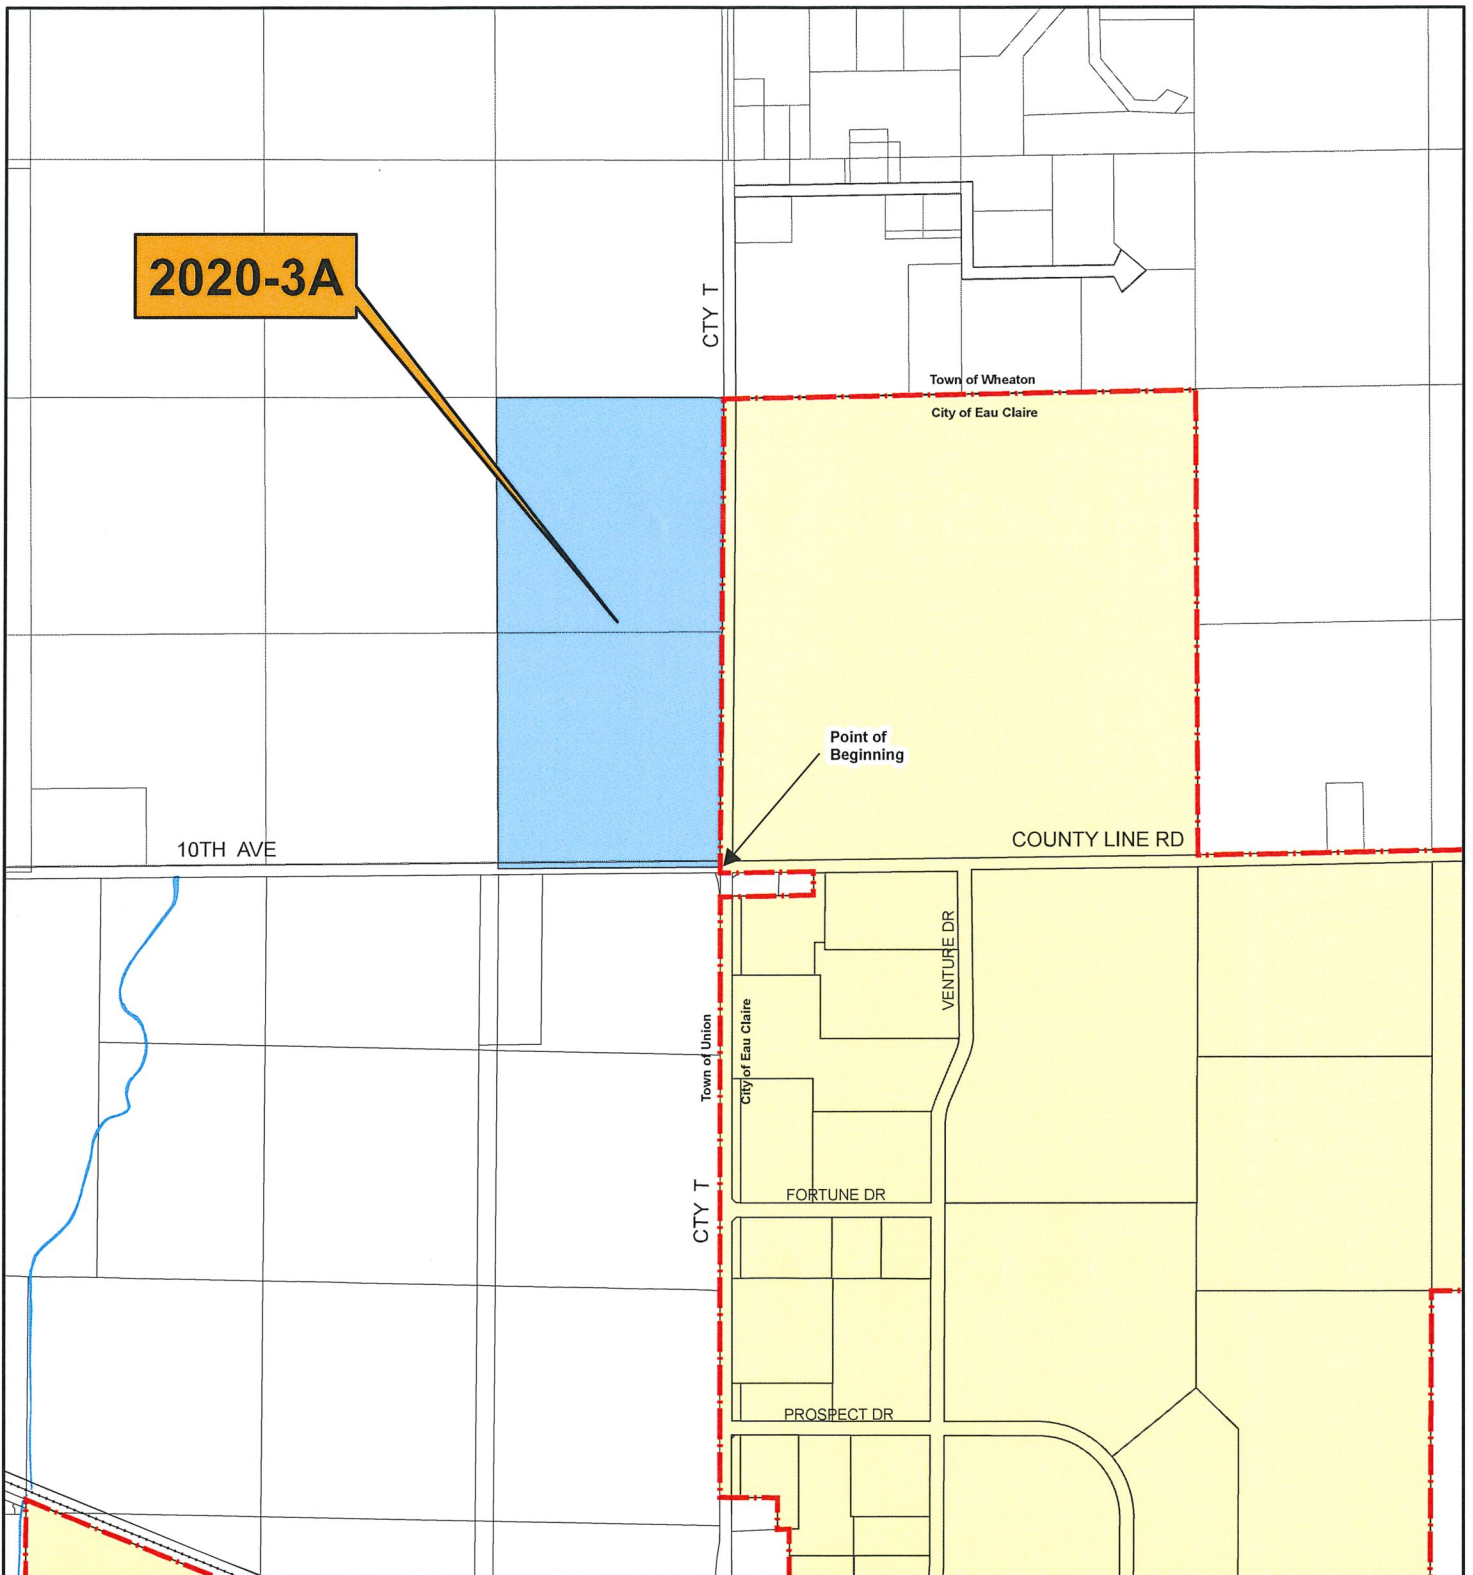 2020-3A
CTY T
Town of Wheaton
City of Eau Claire
Point of
Beginning
10TH AVE
COUNTY LINE RD
VENTURE DR
Town of Union
City of Eau Claire
CTY T
FORTUNE DR
PROSPECT DR